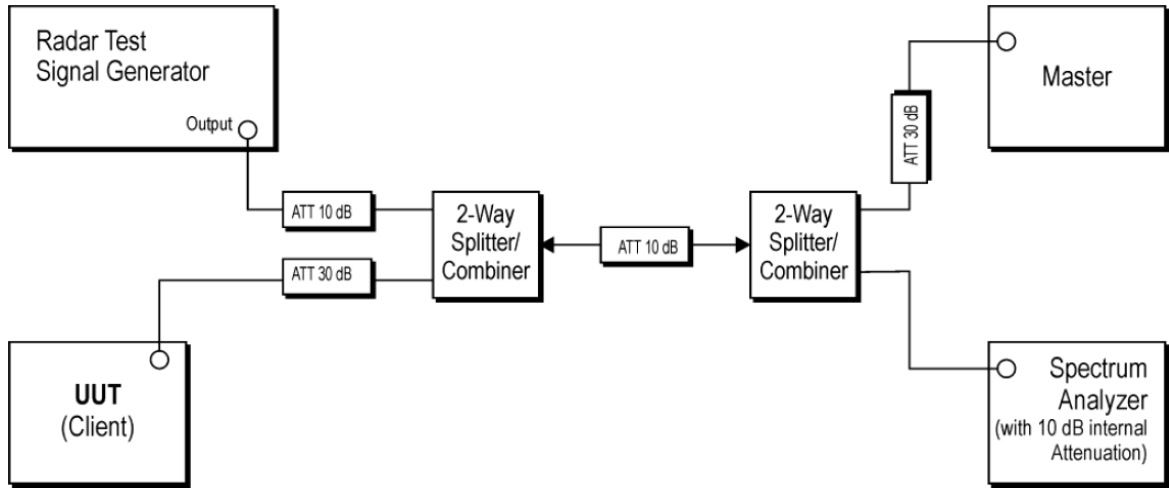 Radar Test
Signal Generator
Output
ATT 10 dB
ATT 30 dB
2-Way
Splitter/
Combiner
ATT 10 dB
2-Way
Splitter/
Combiner
ATT 30 dB
Master
UUT
(Client)
Spectrum
Analyzer
(with 10 dB internal
Attenuation)